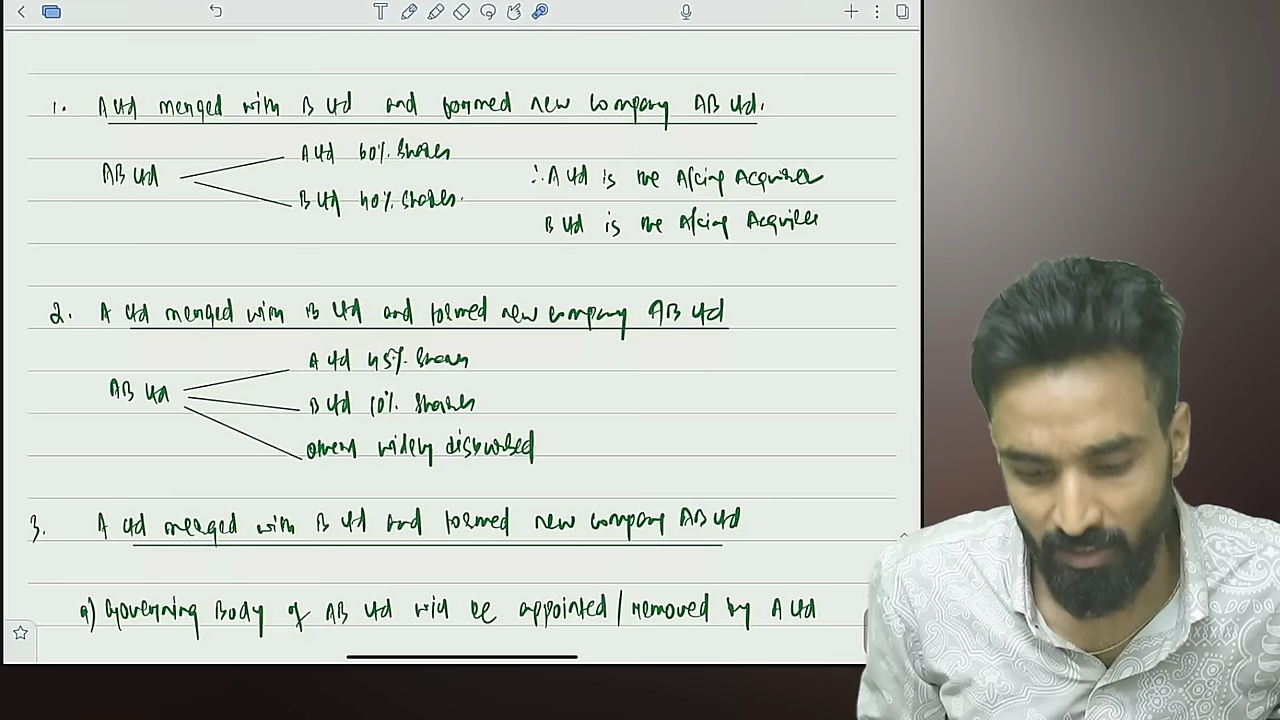 1. A Ltd merged with B Ltd and formed new company AB Ltd.
AB Ltd
A Ltd 60% Shares
B Ltd 40% Shares.
∴ A Ltd is the A/cing Acquirer
B Ltd is the A/cing Acquiree
2. A Ltd merged with B Ltd and formed new company AB Ltd
AB Ltd
A Ltd 45% Shares
B Ltd 10% Shares
others widely disbursed
3. A Ltd merged with B Ltd and formed new company AB Ltd
a) Governing Body of AB Ltd will be appointed / removed by A Ltd